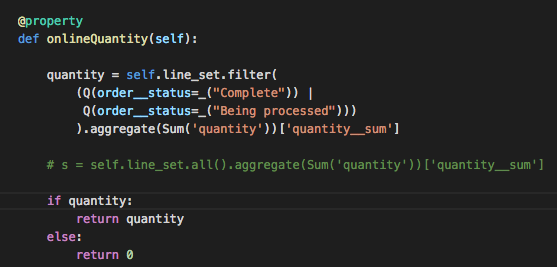 @property
def onlineQuantity(self):
quantity = self.line_set.filter(
(Q(order__status=_("Complete")) |
Q(order__status=_("Being processed")))
).aggregate(Sum('quantity'))['quantity__sum']
# s = self.line_set.all().aggregate(Sum('quantity'))['quantity__sum']
if quantity:
return quantity
else:
return 0